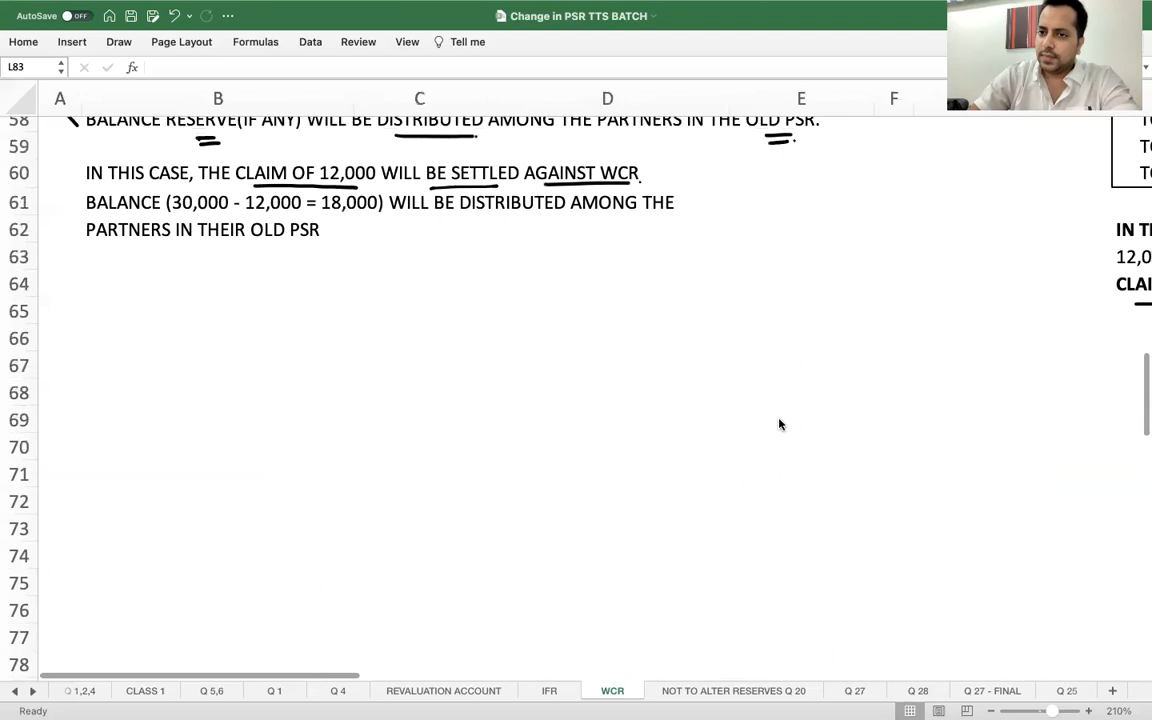 AutoSave OFF Change in PSR TTS BATCH
Home Insert Draw Page Layout Formulas Data Review View Tell me
L83 fx
A B C D E F
58 BALANCE RESERVE(IF ANY) WILL BE DISTRIBUTED AMONG THE PARTNERS IN THE OLD PSR.
59
60 IN THIS CASE, THE CLAIM OF 12,000 WILL BE SETTLED AGAINST WCR.
61 BALANCE (30,000 - 12,000 = 18,000) WILL BE DISTRIBUTED AMONG THE
62 PARTNERS IN THEIR OLD PSR
IN
63
12,0
64
65
66
67
68
69
70
71
72
73
74
75
76
77
78
Q 1,2,4 CLASS 1 Q 5,6 Q 1 Q 4 REVALUATION ACCOUNT IFR WCR NOT TO ALTER RESERVES Q 20 Q 27 Q 28 Q 27 - FINAL Q 25 +
Ready 210%